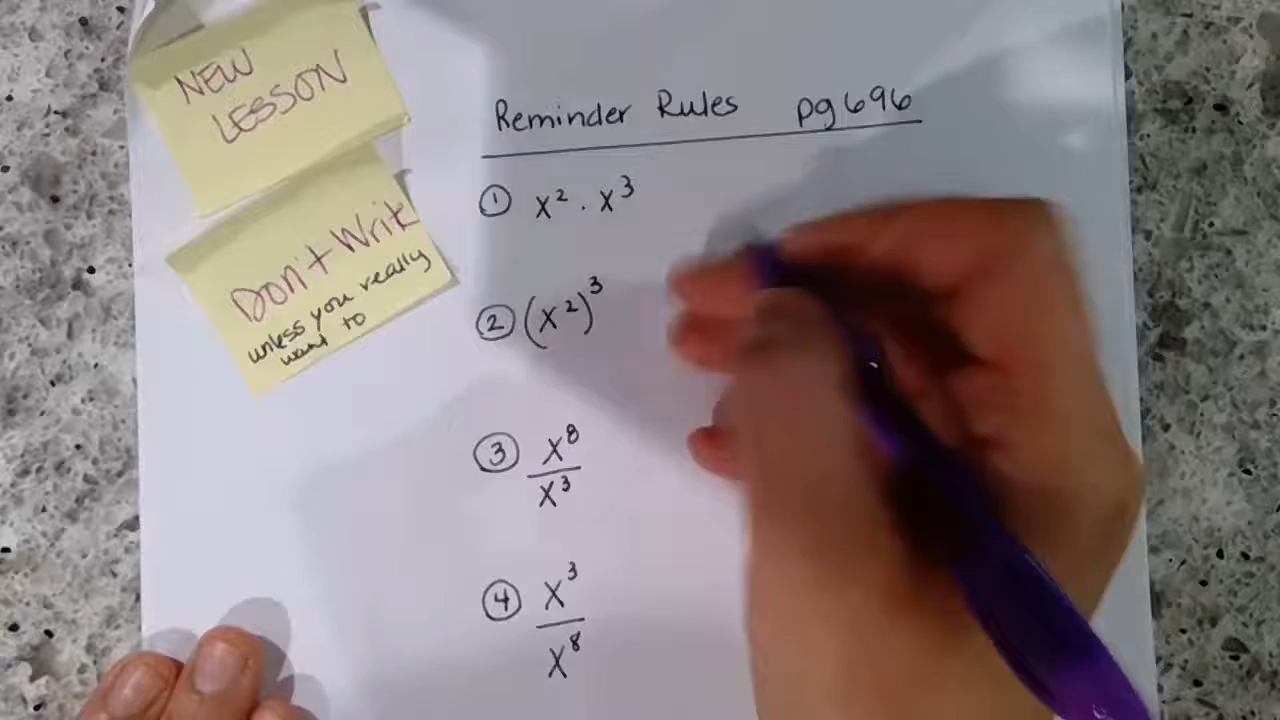 NEW
LESSON
Don't Write
unless you really
want to
Reminder Rules pg 696
① x² · x³
② (x²)³
③ x⁸
x³
④ x³
x⁸